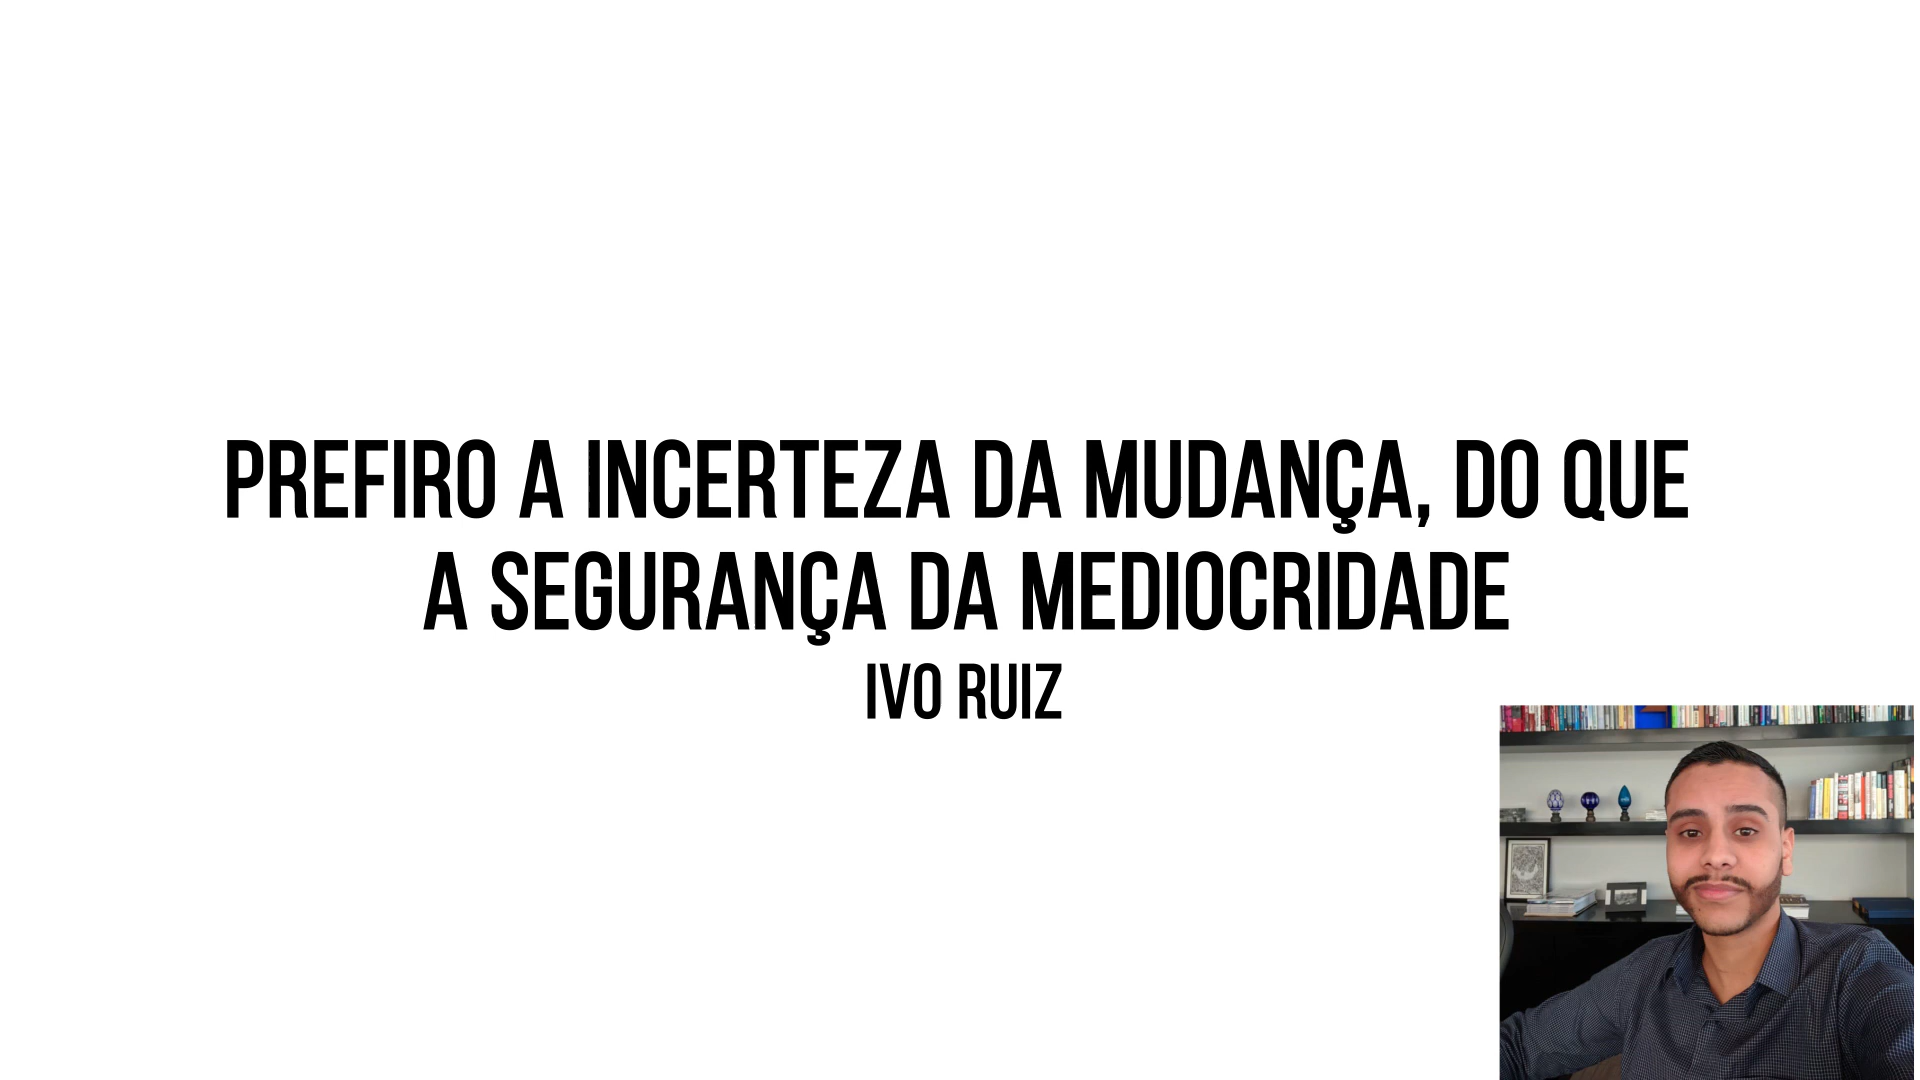 PREFIRO A INCERTEZA DA MUDANÇA, DO QUE
A SEGURANÇA DA MEDIOCRIDADE
IVO RUIZ